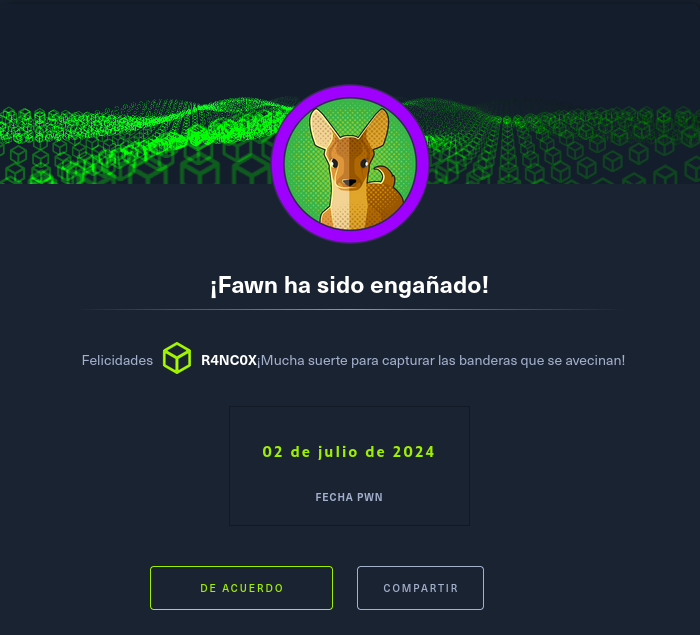 ¡Fawn ha sido engañado!
Felicidades R4NC0X¡Mucha suerte para capturar las banderas que se avecinan!
02 de julio de 2024
FECHA PWN
DE ACUERDO
COMPARTIR